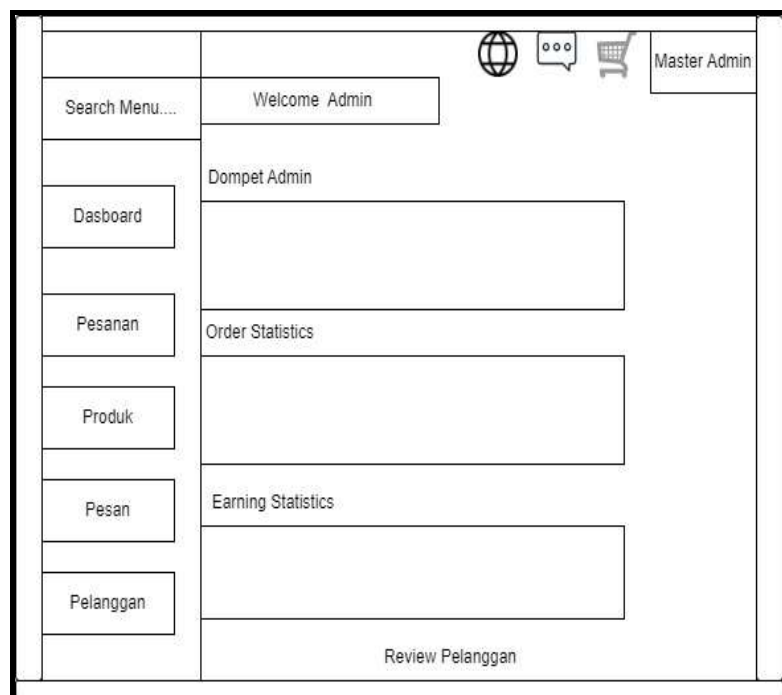 Master Admin
Search Menu....
Welcome Admin
Dompet Admin
Dasboard
Pesanan
Order Statistics
Produk
Earning Statistics
Pesan
Pelanggan
Review Pelanggan